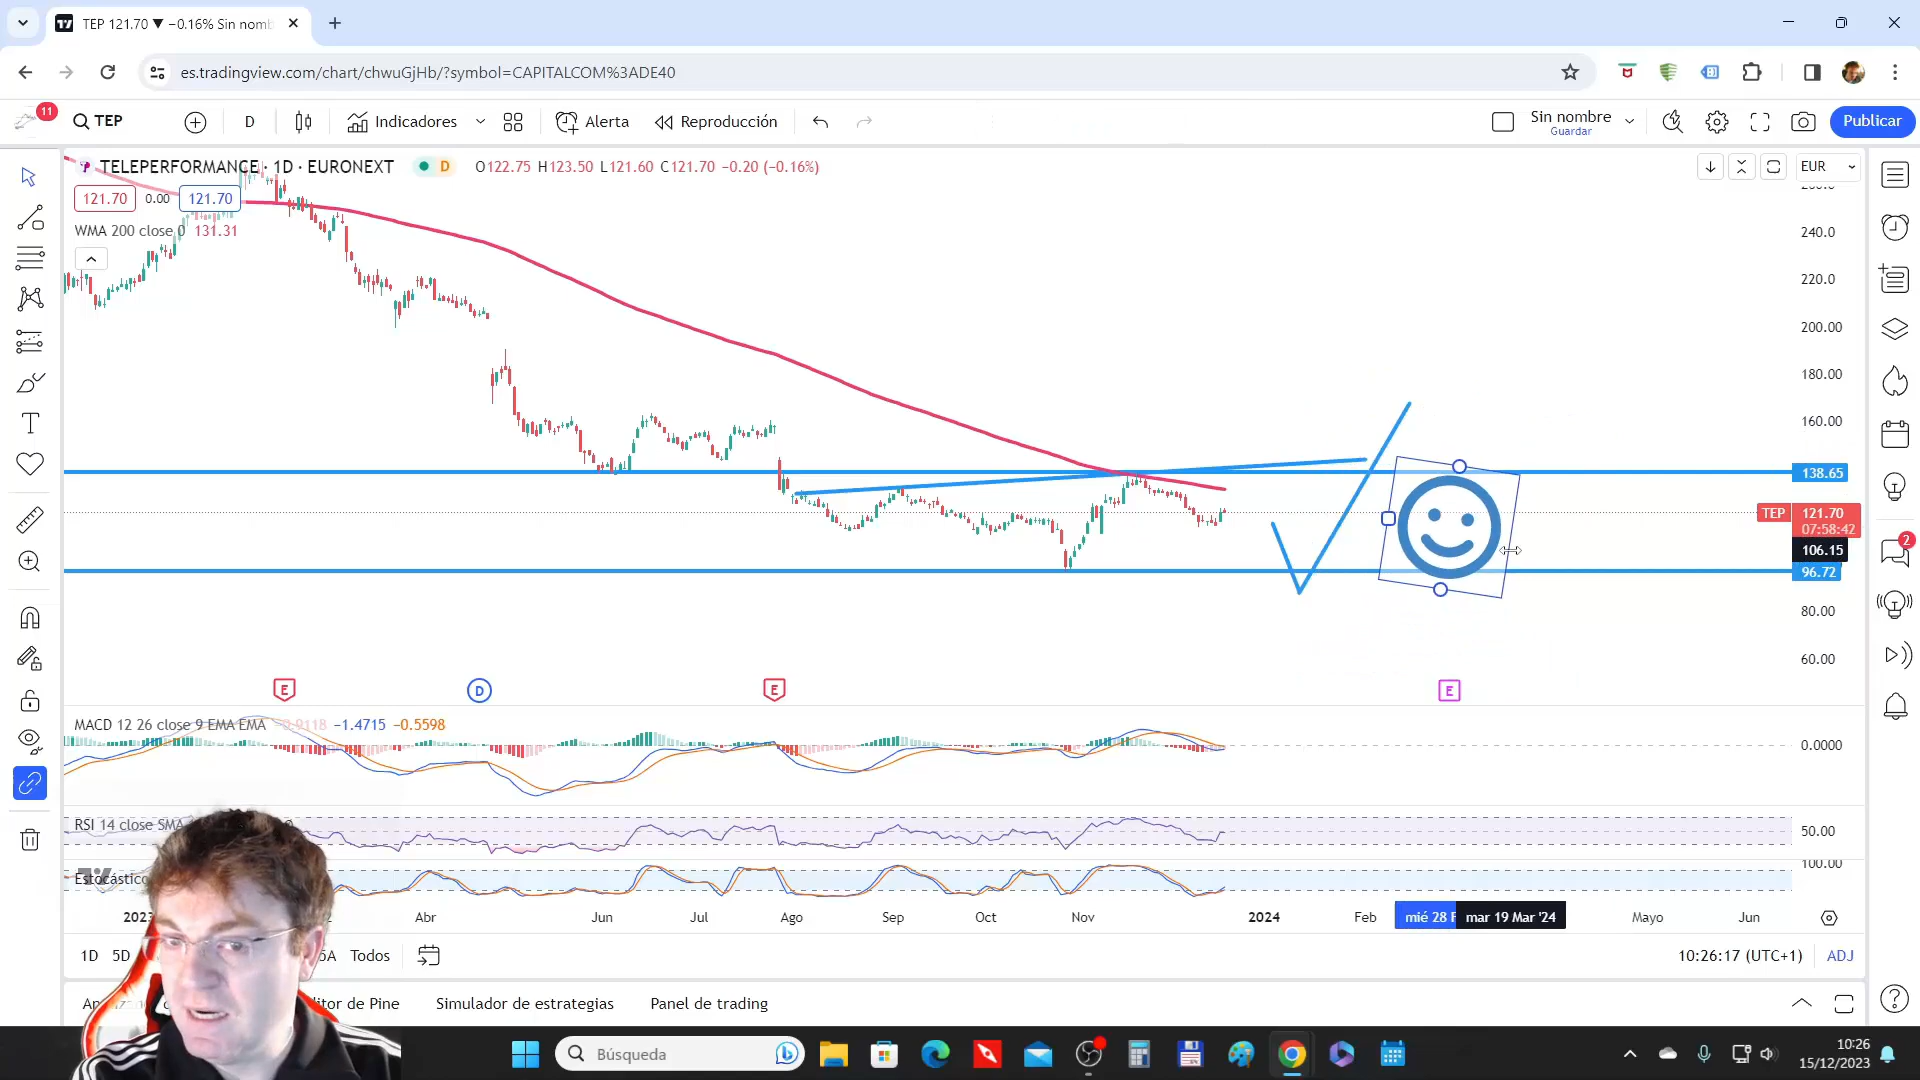 TEP 121.70 ▼ −0.16% Sin nomb
es.tradingview.com/chart/chwuGjHb/?symbol=CAPITALCOM%3ADE40
11
TEP
D
Indicadores
Alerta
Reproducción
Sin nombre
Guardar
Publicar
TELEPERFORMANCE · 1D · EURONEXT
D
O122.75 H123.50 L121.60 C121.70 −0.20 (−0.16%)
EUR
121.70 0.00 121.70
WMA 200 close 0 131.31
240.0
220.0
200.00
180.00
160.00
138.65
TEP 121.70
07:58:42
106.15
96.72
80.00
60.00
2
E D E E
MACD 12 26 close 9 EMA EMA −0.9118 −1.4715 −0.5598
0.0000
RSI 14 close SMA
50.00
100.00
Estocástico
2023 Abr Jun Jul Ago Sep Oct Nov 2024 Feb mié 28 F mar 19 Mar '24 Mayo Jun
1D 5D 5A Todos
10:26:17 (UTC+1) ADJ
itor de Pine Simulador de estrategias Panel de trading
Búsqueda
10:26
15/12/2023